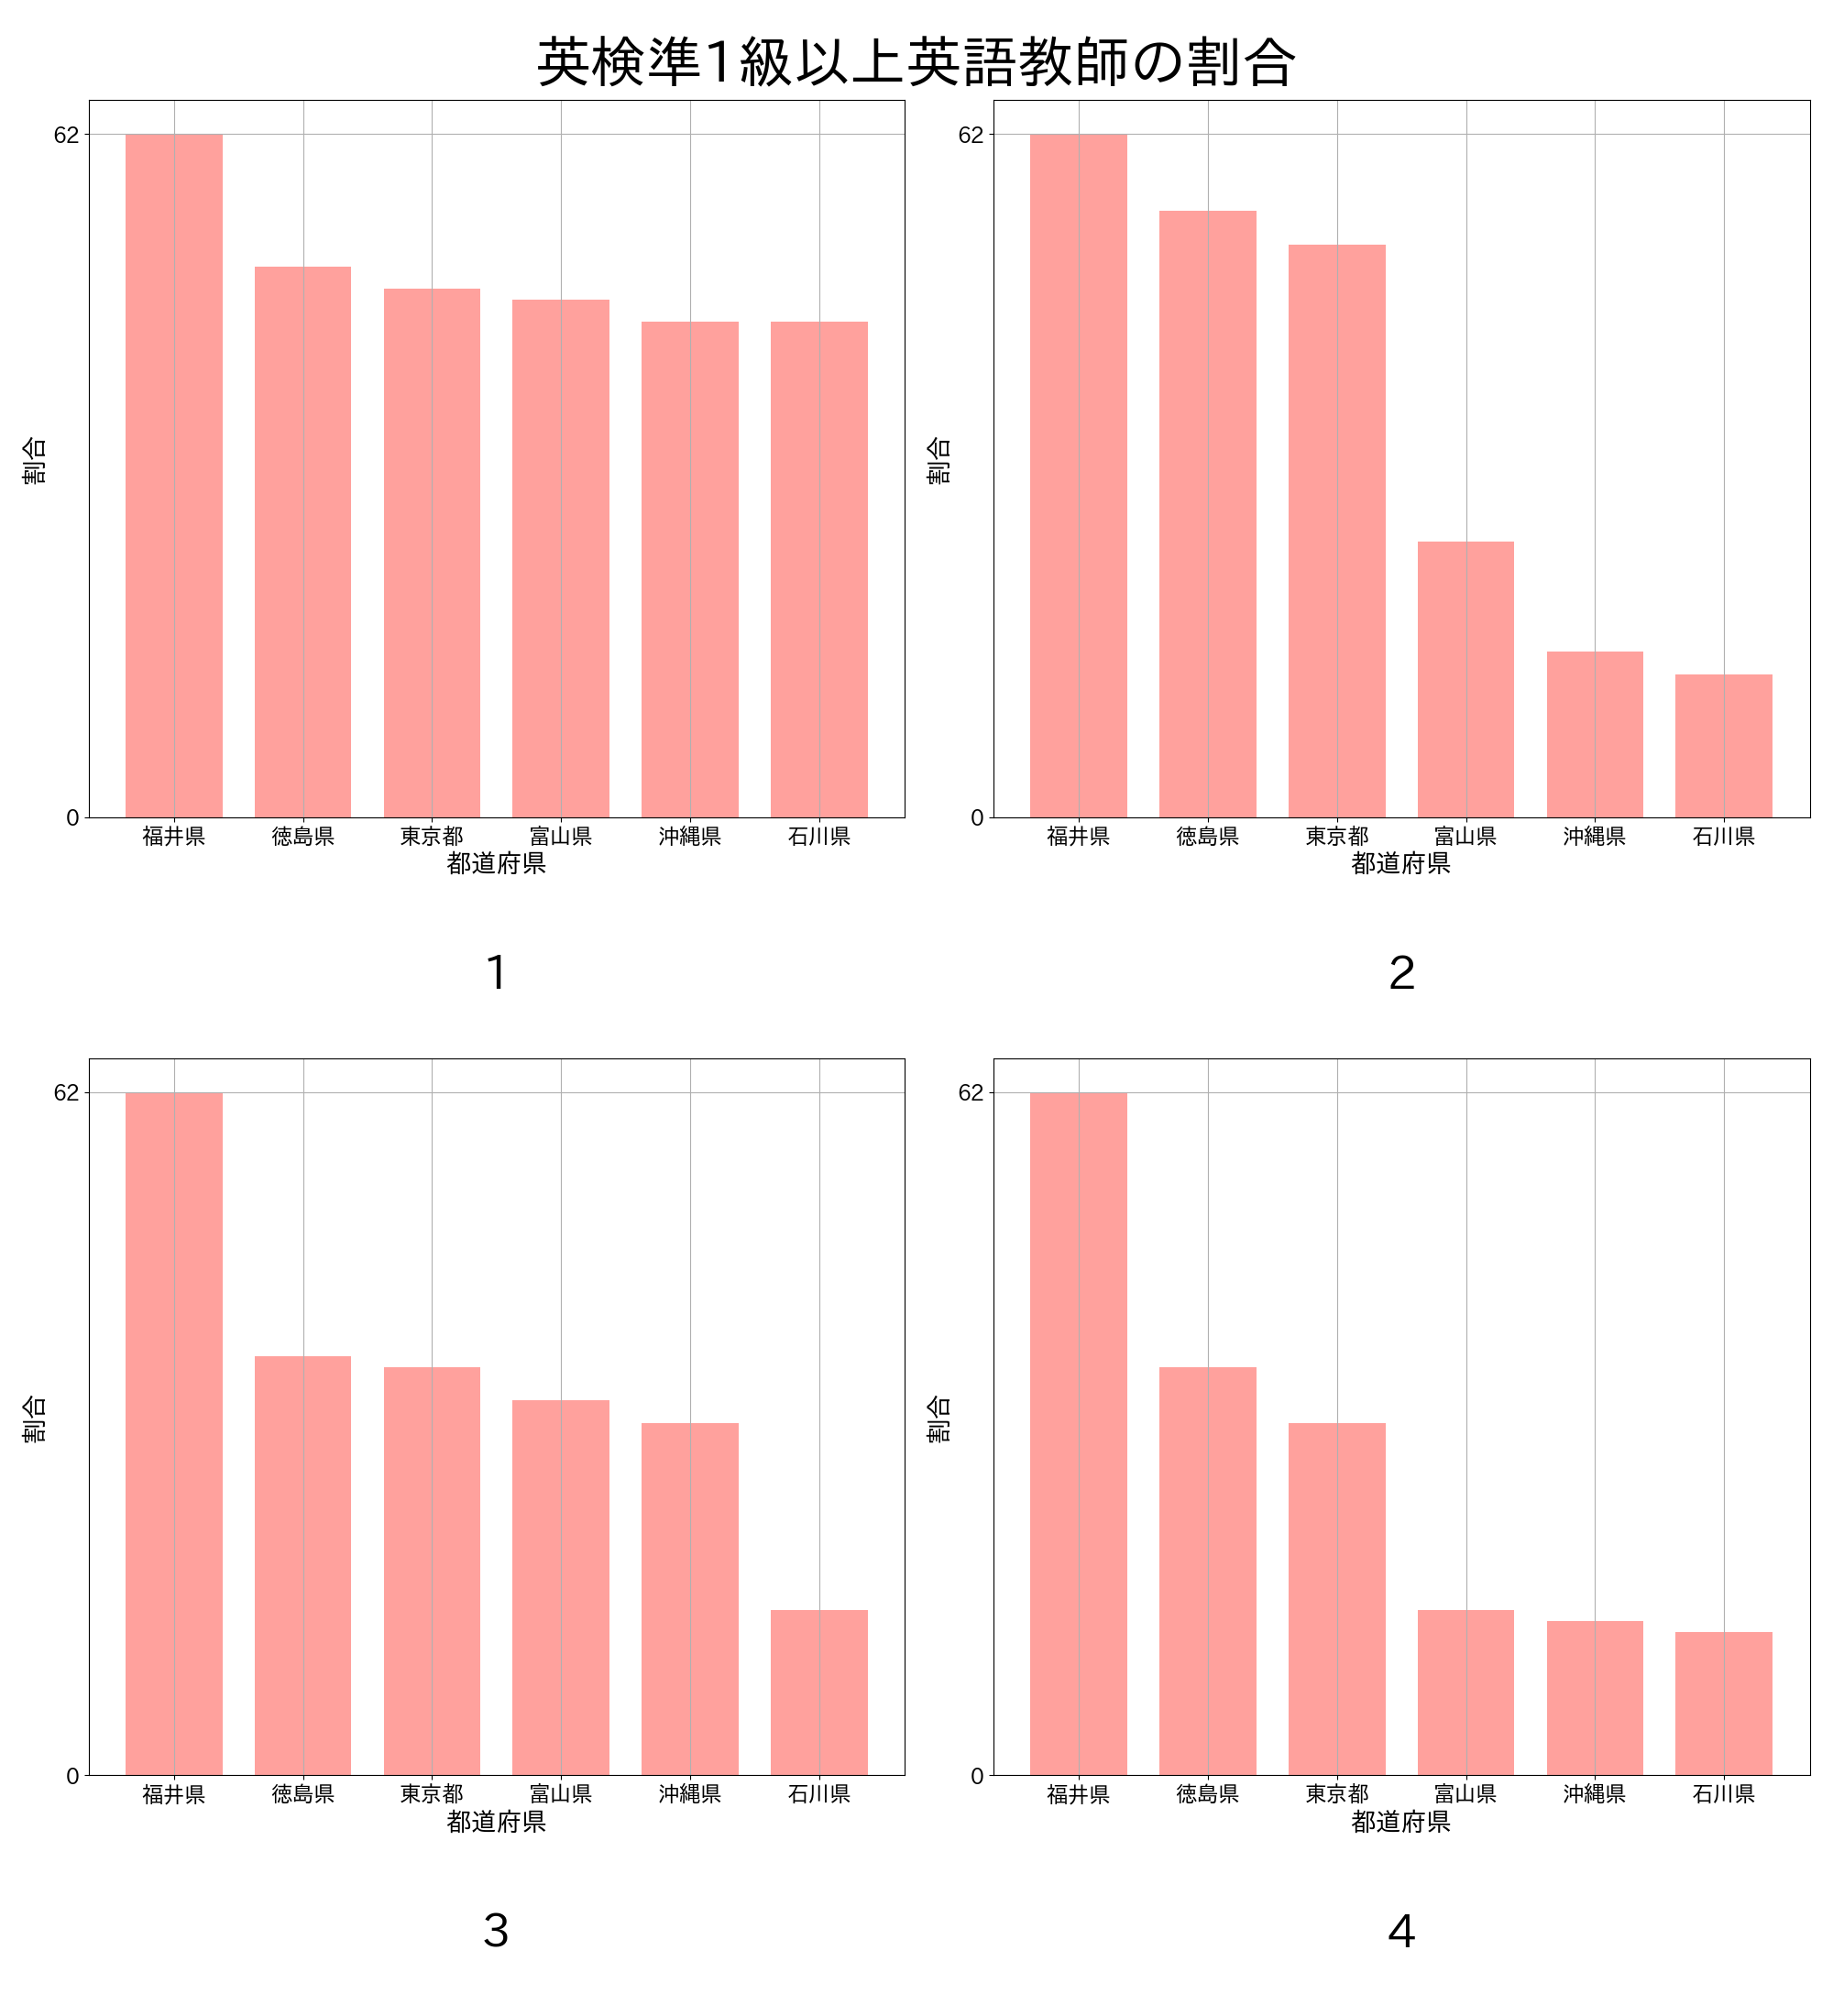 英検準1級以上英語教師の割合
62
割合
0
福井県 徳島県 東京都 富山県 沖縄県 石川県
都道府県
1
62
割合
0
福井県 徳島県 東京都 富山県 沖縄県 石川県
都道府県
2
62
割合
0
福井県 徳島県 東京都 富山県 沖縄県 石川県
都道府県
3
62
割合
0
福井県 徳島県 東京都 富山県 沖縄県 石川県
都道府県
4